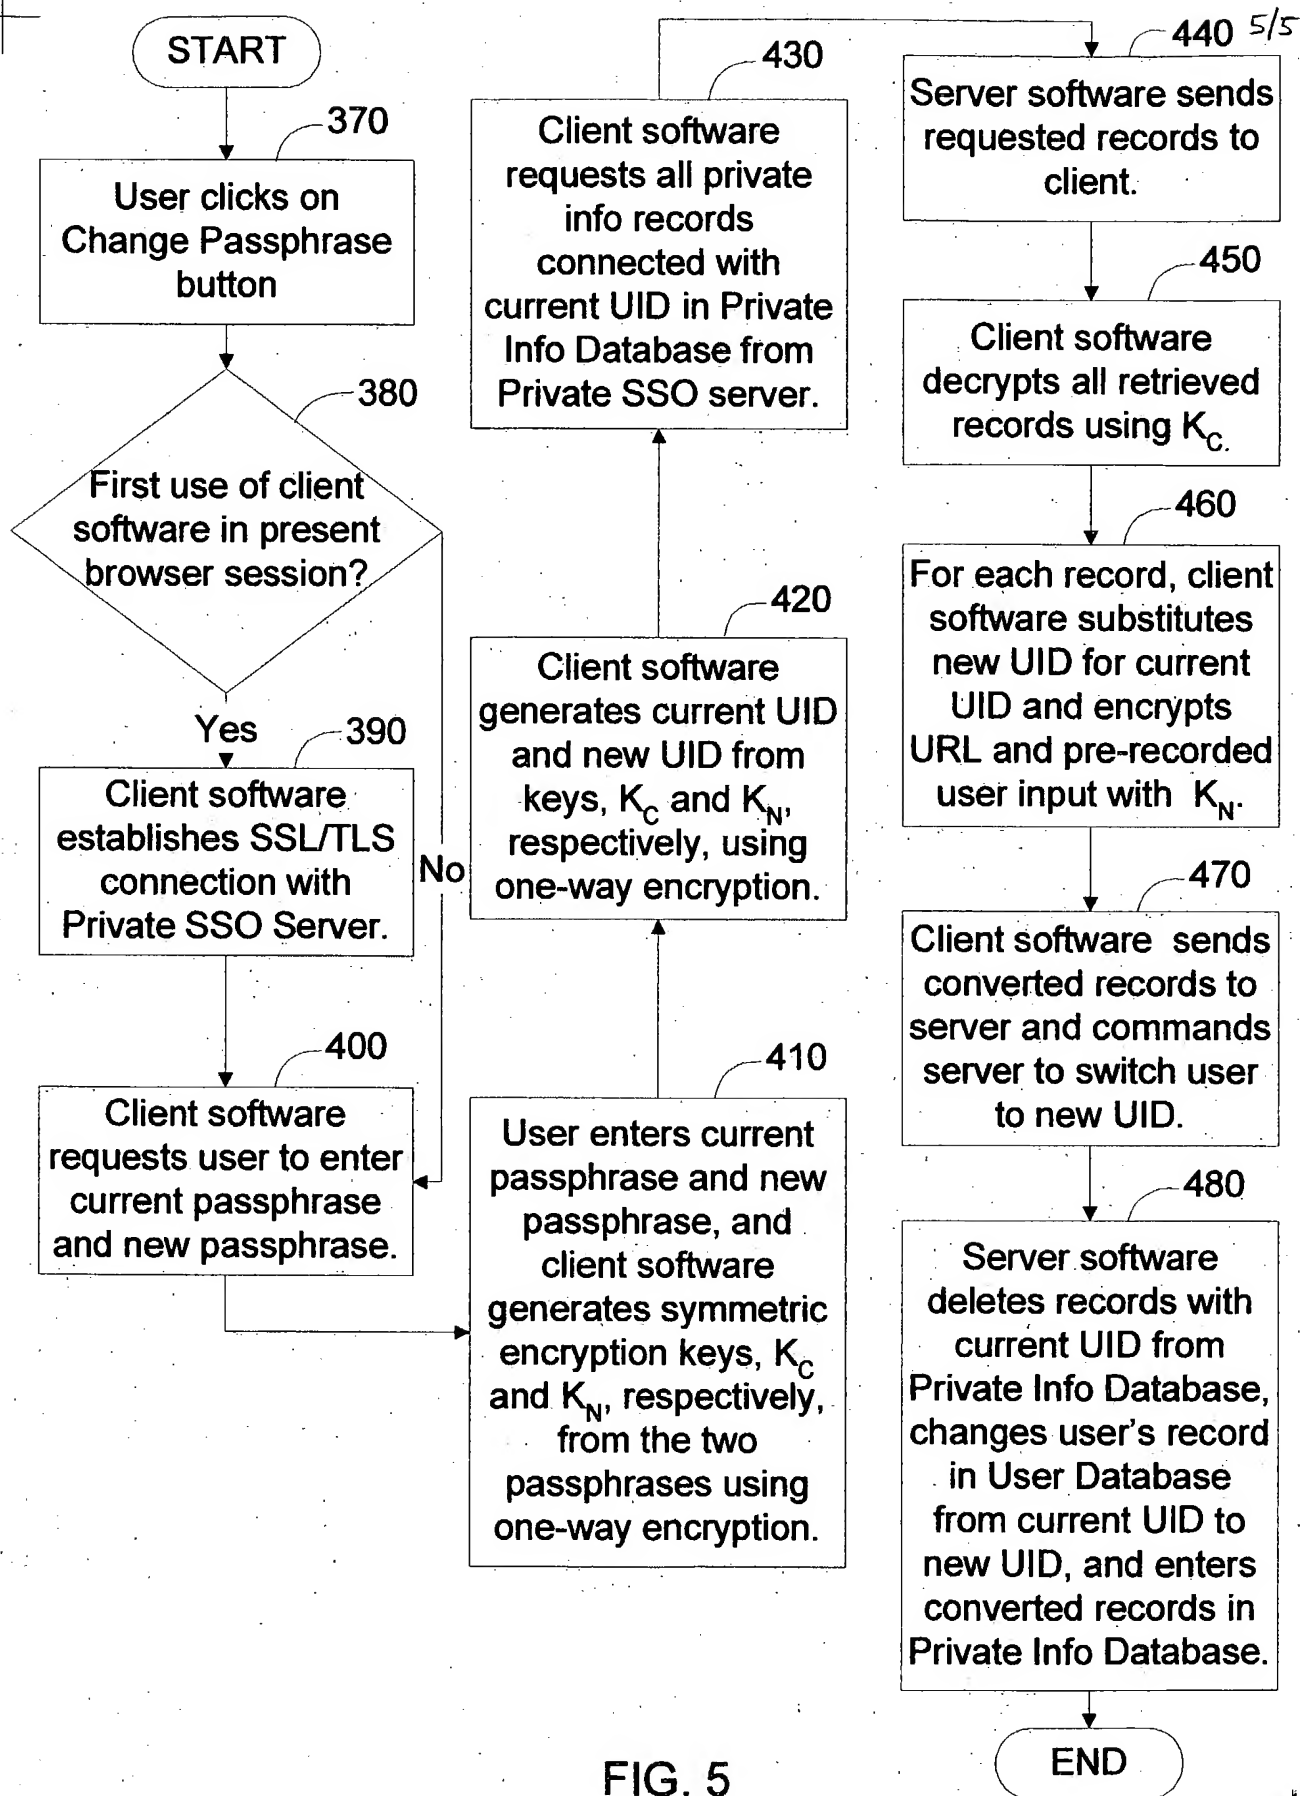 START
370
User clicks on
Change Passphrase
button
380
First use of client
software in present
browser session?
Yes
No
390
Client software
establishes SSL/TLS
connection with
Private SSO Server.
400
Client software
requests user to enter
current passphrase
and new passphrase.
410
User enters current
passphrase and new
passphrase, and
client software
generates symmetric
encryption keys, K_C
and K_N, respectively,
from the two
passphrases using
one-way encryption.
420
Client software
generates current UID
and new UID from
keys, K_C and K_N,
respectively, using
one-way encryption.
430
Client software
requests all private
info records
connected with
current UID in Private
Info Database from
Private SSO server.
440
5/5
Server software sends
requested records to
client.
450
Client software
decrypts all retrieved
records using K_C.
460
For each record, client
software substitutes
new UID for current
UID and encrypts
URL and pre-recorded
user input with K_N.
470
Client software sends
converted records to
server and commands
server to switch user
to new UID.
480
Server software
deletes records with
current UID from
Private Info Database,
changes user's record
in User Database
from current UID to
new UID, and enters
converted records in
Private Info Database.
END
FIG. 5